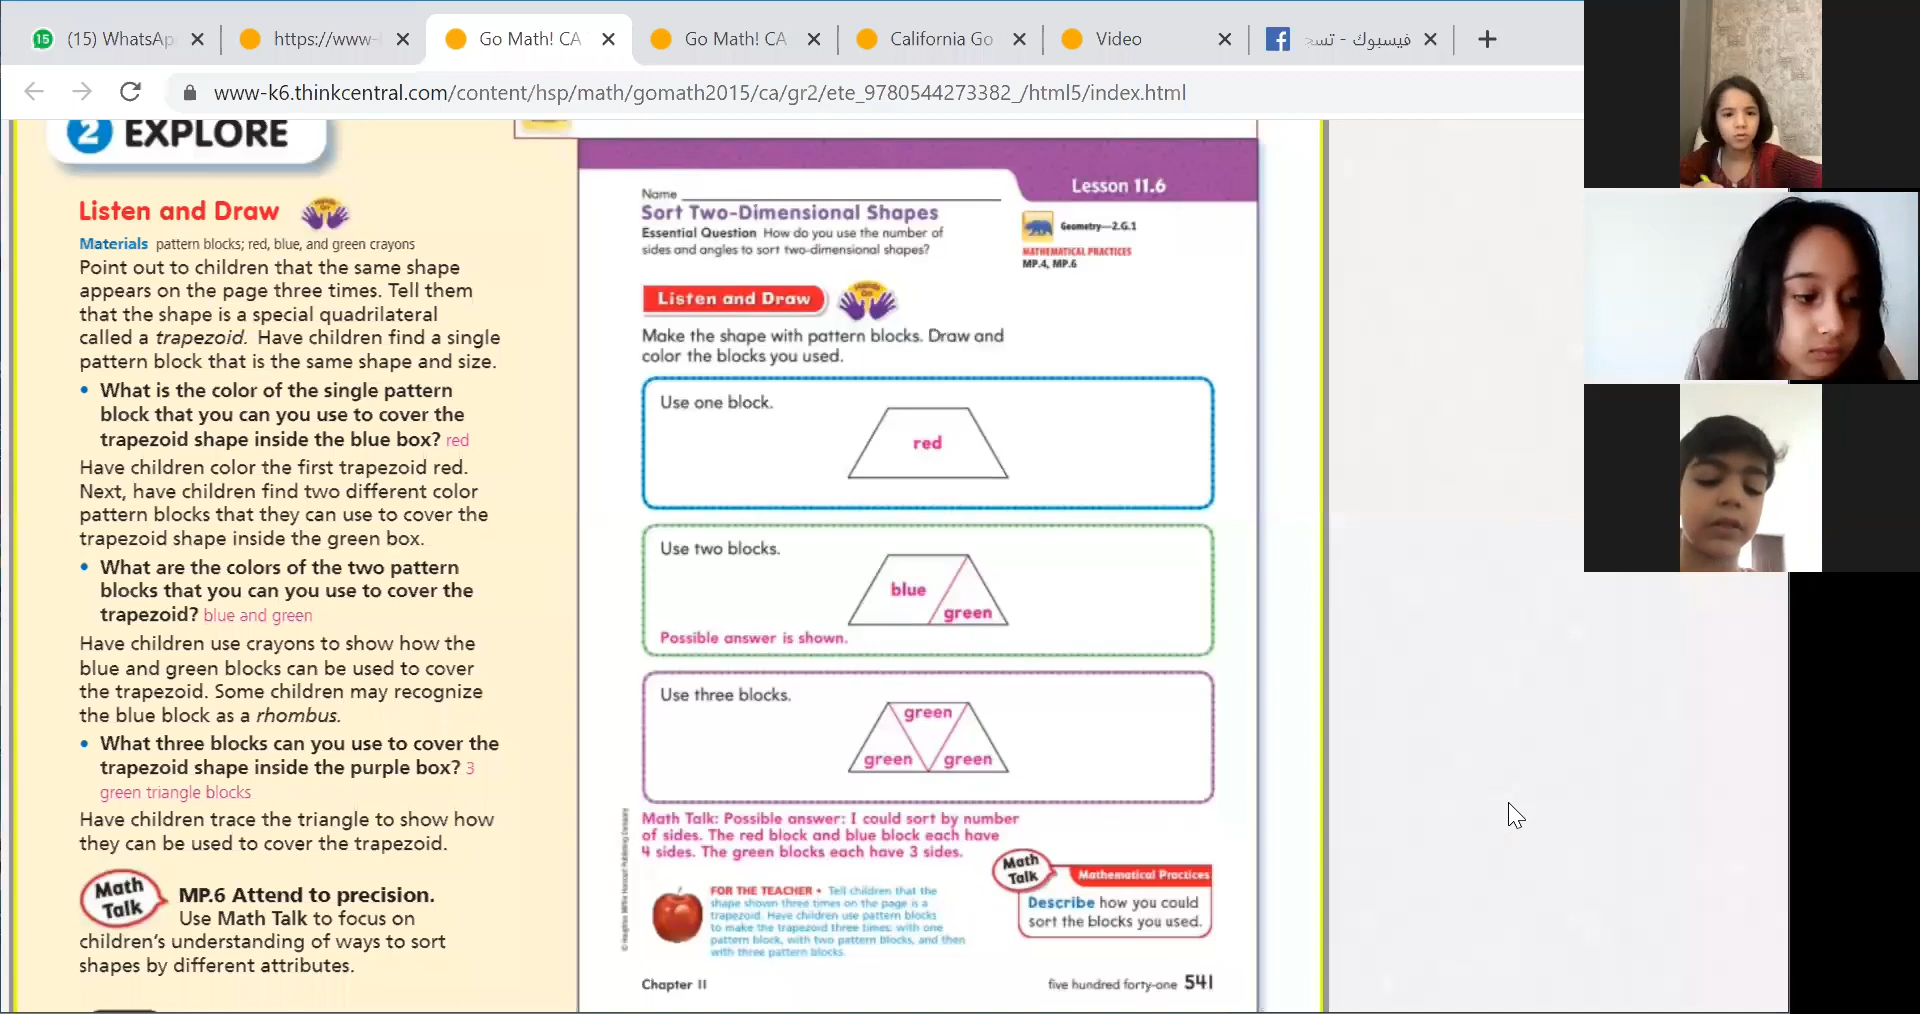 15
(15) WhatsAp
https://www-
Go Math! CA
Go Math! CA
California Go
Video
فيسبوك - تسج
www-k6.thinkcentral.com/content/hsp/math/gomath2015/ca/gr2/ete_9780544273382_/html5/index.html
2 EXPLORE
Listen and Draw
Hands On
Materials pattern blocks; red, blue, and green crayons
Point out to children that the same shape
appears on the page three times. Tell them
that the shape is a special quadrilateral
called a trapezoid. Have children find a single
pattern block that is the same shape and size.
• What is the color of the single pattern
block that you can you use to cover the
trapezoid shape inside the blue box? red
Have children color the first trapezoid red.
Next, have children find two different color
pattern blocks that they can use to cover the
trapezoid shape inside the green box.
• What are the colors of the two pattern
blocks that you can you use to cover the
trapezoid? blue and green
Have children use crayons to show how the
blue and green blocks can be used to cover
the trapezoid. Some children may recognize
the blue block as a rhombus.
• What three blocks can you use to cover the
trapezoid shape inside the purple box? 3
green triangle blocks
Have children trace the triangle to show how
they can be used to cover the trapezoid.
Math
Talk
MP.6 Attend to precision.
Use Math Talk to focus on
children's understanding of ways to sort
shapes by different attributes.
Lesson 11.6
Name
Sort Two-Dimensional Shapes
Essential Question How do you use the number of
sides and angles to sort two-dimensional shapes?
Geometry—2.G.1
MATHEMATICAL PRACTICES
MP.4, MP.6
Listen and Draw
Hands On
Make the shape with pattern blocks. Draw and
color the blocks you used.
Use one block.
red
Use two blocks.
blue
green
Possible answer is shown.
Use three blocks.
green
green green
Math Talk: Possible answer: I could sort by number
of sides. The red block and blue block each have
4 sides. The green blocks each have 3 sides.
Math
Talk
Mathematical Practices
Describe how you could
sort the blocks you used.
FOR THE TEACHER • Tell children that the
shape shown three times on the page is a
trapezoid. Have children use pattern blocks
to make the trapezoid three times: with one
pattern block, with two pattern blocks, and then
with three pattern blocks.
© Houghton Mifflin Harcourt Publishing Company
Chapter 11
five hundred forty-one 541